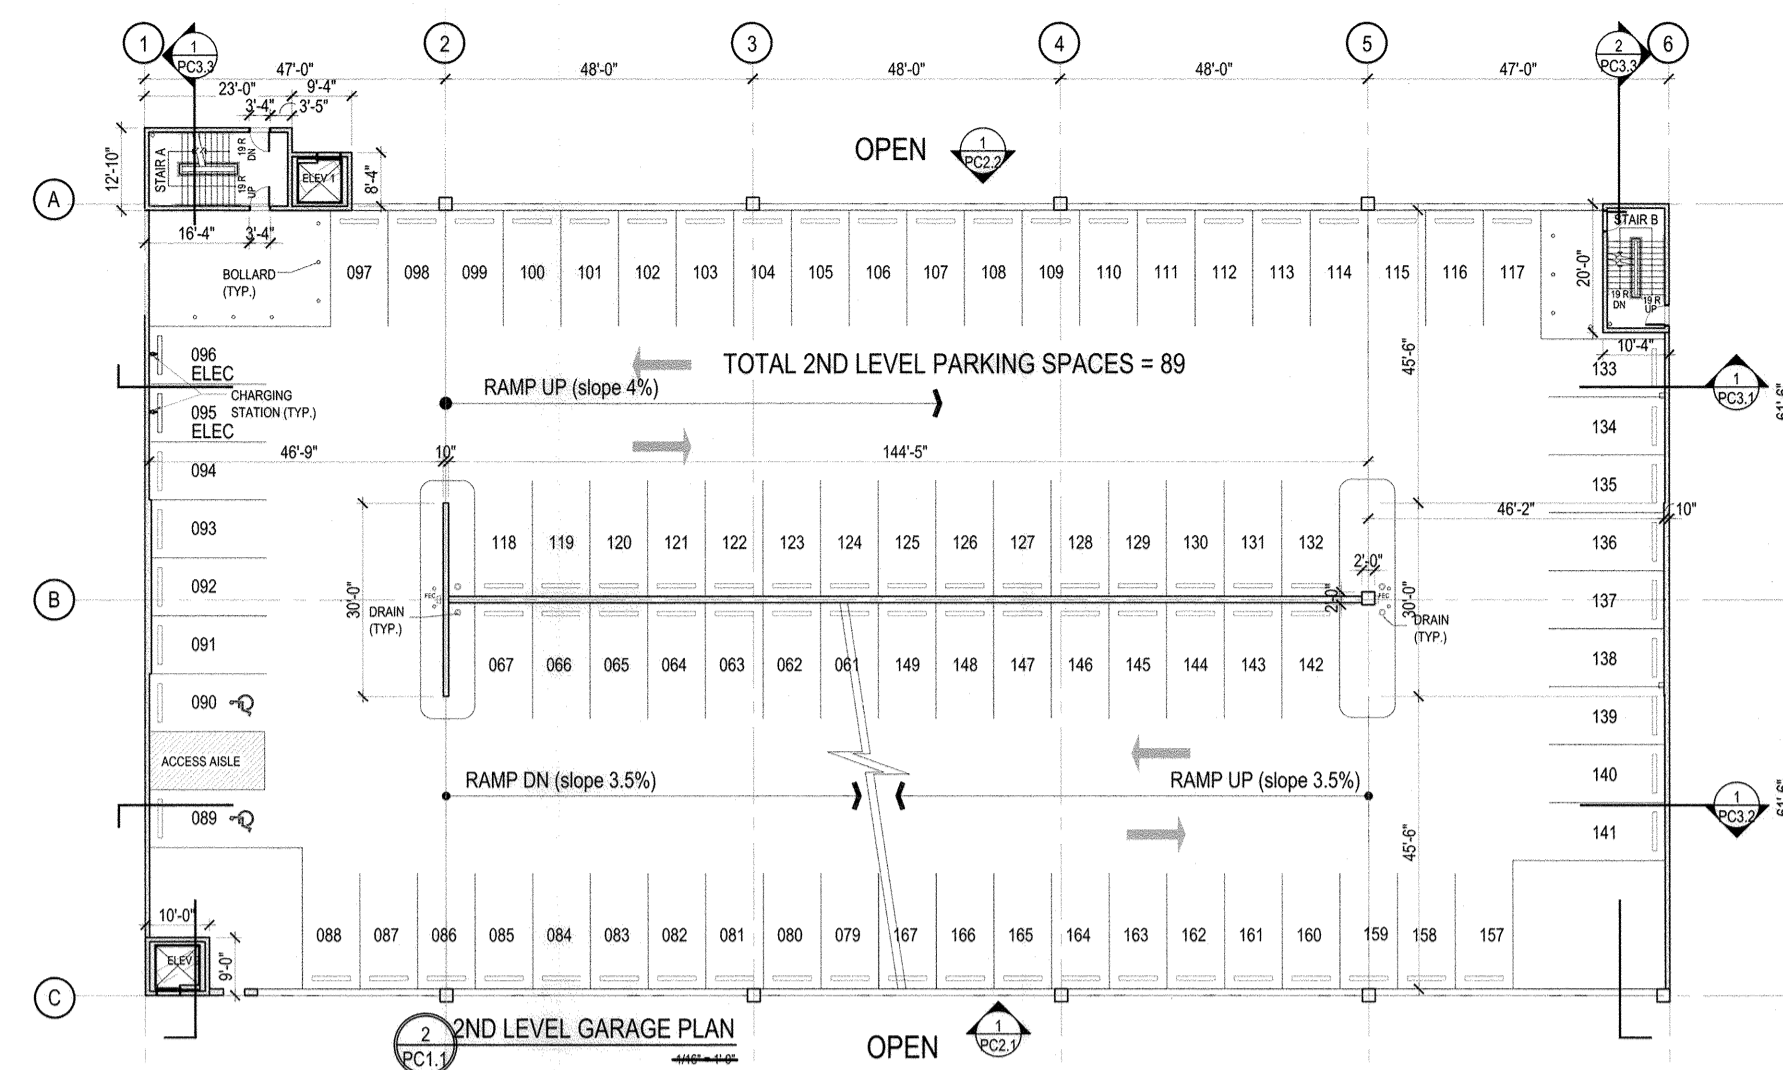 1 2 3 4 5 6
1
PC3.3
2
PC3.3
47'-0" 48'-0" 48'-0" 48'-0" 47'-0"
23'-0" 9'-4"
3'-4" 3'-5"
12'-10"
STAIR A
19 R
DN
19 R
UP
ELEV 1
8'-4"
OPEN
1
PC2.2
A
16'-4" 3'-4"
BOLLARD
(TYP.)
097 098 099 100 101 102 103 104 105 106 107 108 109 110 111 112 113 114 115 116 117
STAIR B
20'-0"
19 R
DN
19 R
UP
10'-4"
096
ELEC
CHARGING
STATION (TYP.)
095
ELEC
TOTAL 2ND LEVEL PARKING SPACES = 89
RAMP UP (slope 4%)
45'-6"
133
1
PC3.1
61'-6"
134
46'-9" 10" 144'-5"
094
135
46'-2" 10"
093
118 119 120 121 122 123 124 125 126 127 128 129 130 131 132
136
2'-0"
092
B
30'-0"
FEC
DRAIN
(TYP.)
2'-0"
30'-0"
FEC
DRAIN
(TYP.)
137
091
067 066 065 064 063 062 061 149 148 147 146 145 144 143 142
138
090
139
ACCESS AISLE
RAMP DN (slope 3.5%)
RAMP UP (slope 3.5%)
140
089
45'-6"
141
1
PC3.2
61'-6"
10'-0"
088 087 086 085 084 083 082 081 080 079 167 166 165 164 163 162 161 160 159 158 157
ELEV
9'-0"
C
2
PC1.1
2ND LEVEL GARAGE PLAN
1/16" = 1'-0"
OPEN
1
PC2.1